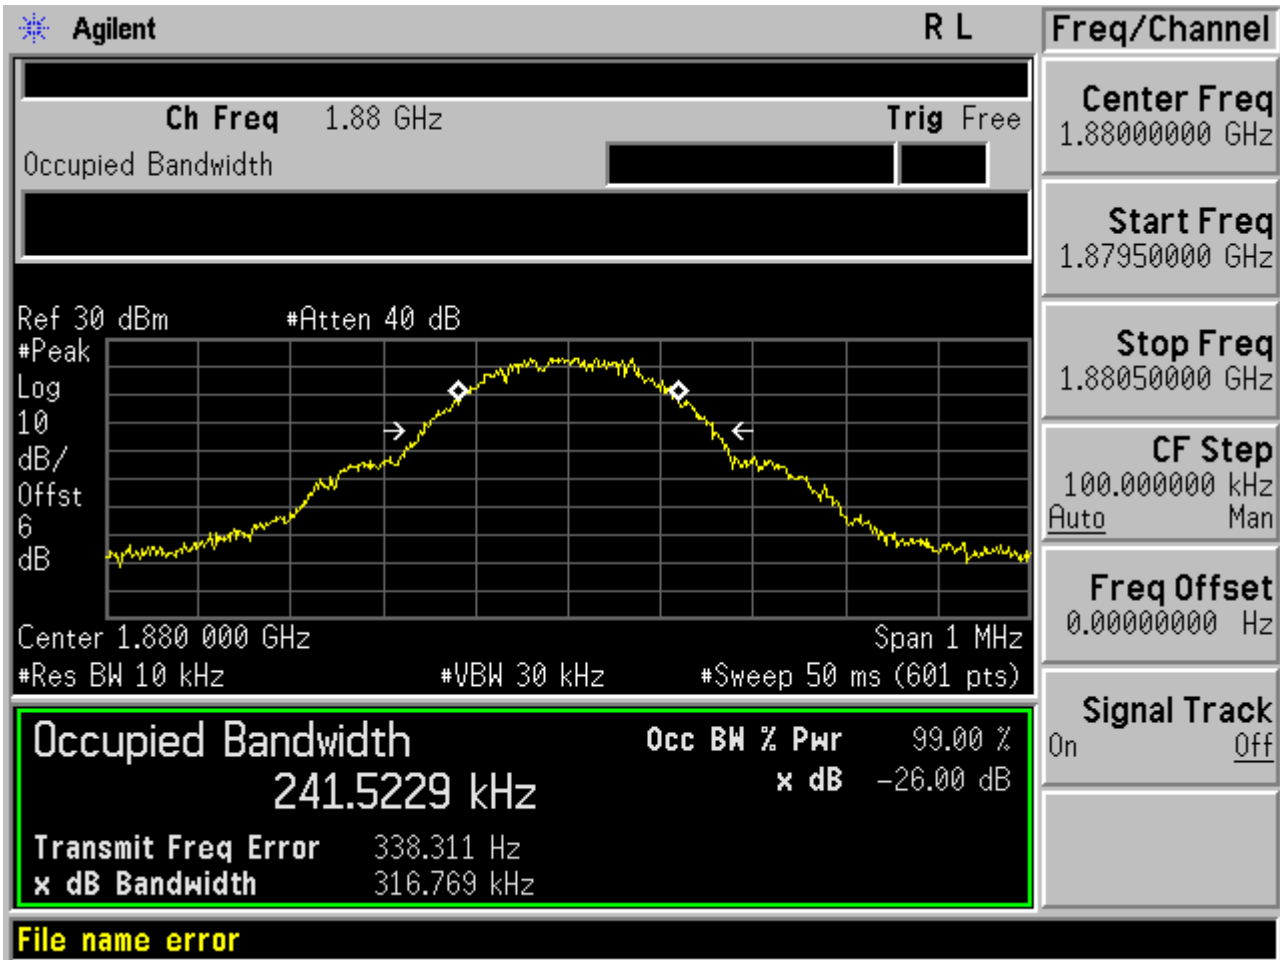 Agilent R L Freq/Channel
Ch Freq 1.88 GHz Trig Free
Occupied Bandwidth
Center Freq
1.88000000 GHz
Start Freq
1.87950000 GHz
Stop Freq
1.88050000 GHz
CF Step
100.000000 kHz
Auto Man
Freq Offset
0.00000000 Hz
Signal Track
On Off
Ref 30 dBm #Atten 40 dB
#Peak
Log
10
dB/
Offst
6
dB
Center 1.880 000 GHz Span 1 MHz
#Res BW 10 kHz #VBW 30 kHz #Sweep 50 ms (601 pts)
Occupied Bandwidth Occ BW % Pwr 99.00 %
241.5229 kHz x dB -26.00 dB
Transmit Freq Error 338.311 Hz
x dB Bandwidth 316.769 kHz
File name error